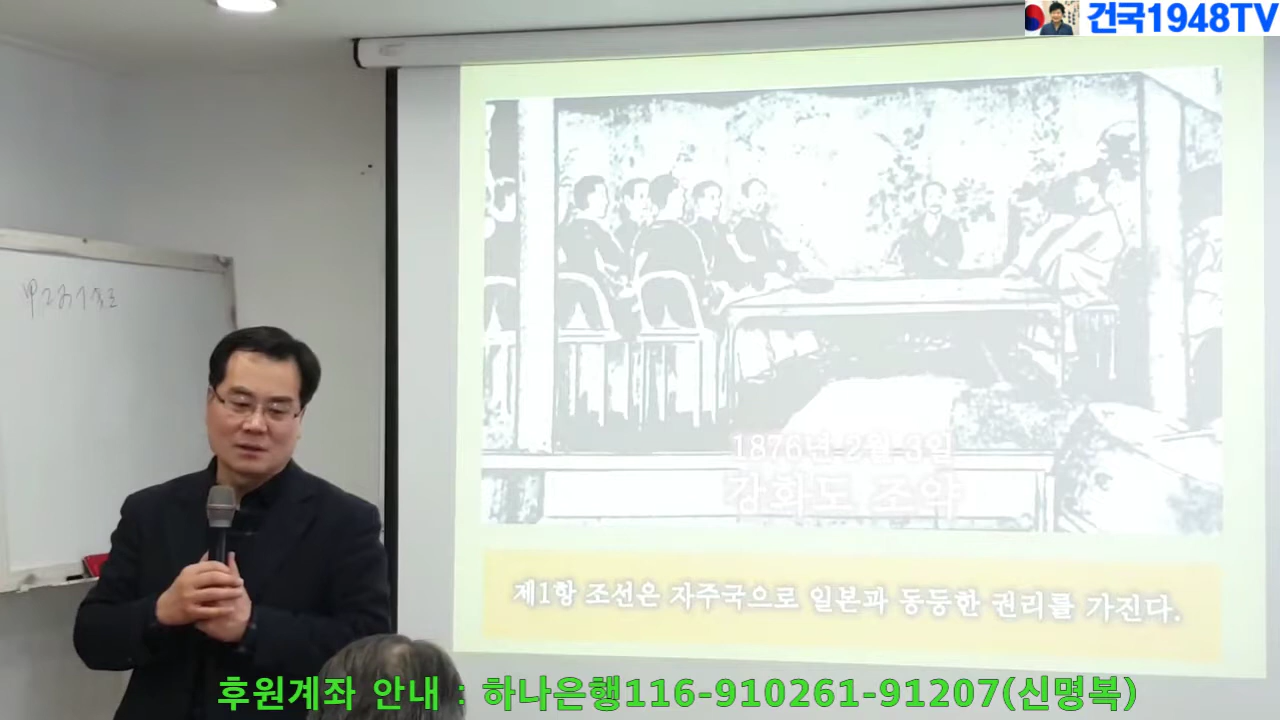 건국1948TV
1876년 2월 3일
강화도 조약
제1항 조선은 자주국으로 일본과 동등한 권리를 가진다.
후원계좌 안내 : 하나은행116-910261-91207(신명복)